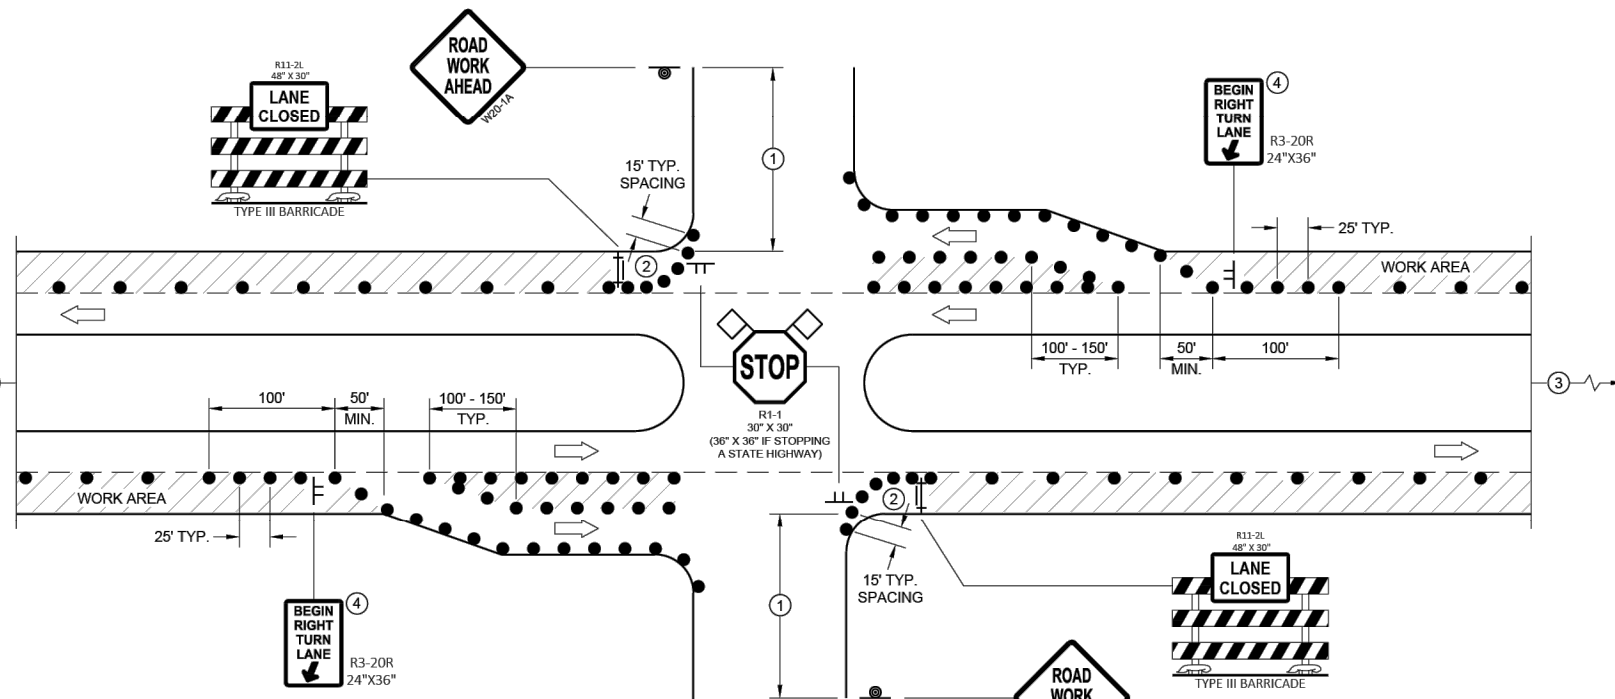 ROAD
WORK
AHEAD
W20-1A
R11-2L
48" X 30"
LANE
CLOSED
TYPE III BARRICADE
15' TYP.
SPACING
1
4
BEGIN
RIGHT
TURN
LANE
R3-20R
24"X36"
25' TYP.
2
WORK AREA
100' - 150'
TYP.
50'
MIN.
100'
STOP
R1-1
30" X 30"
(36" X 36" IF STOPPING
A STATE HIGHWAY)
3
100'
50'
MIN.
100' - 150'
TYP.
WORK AREA
25' TYP.
2
15' TYP.
SPACING
1
BEGIN
RIGHT
TURN
LANE
4
R3-20R
24"X36"
R11-2L
48" X 30"
LANE
CLOSED
TYPE III BARRICADE
ROAD
WORK